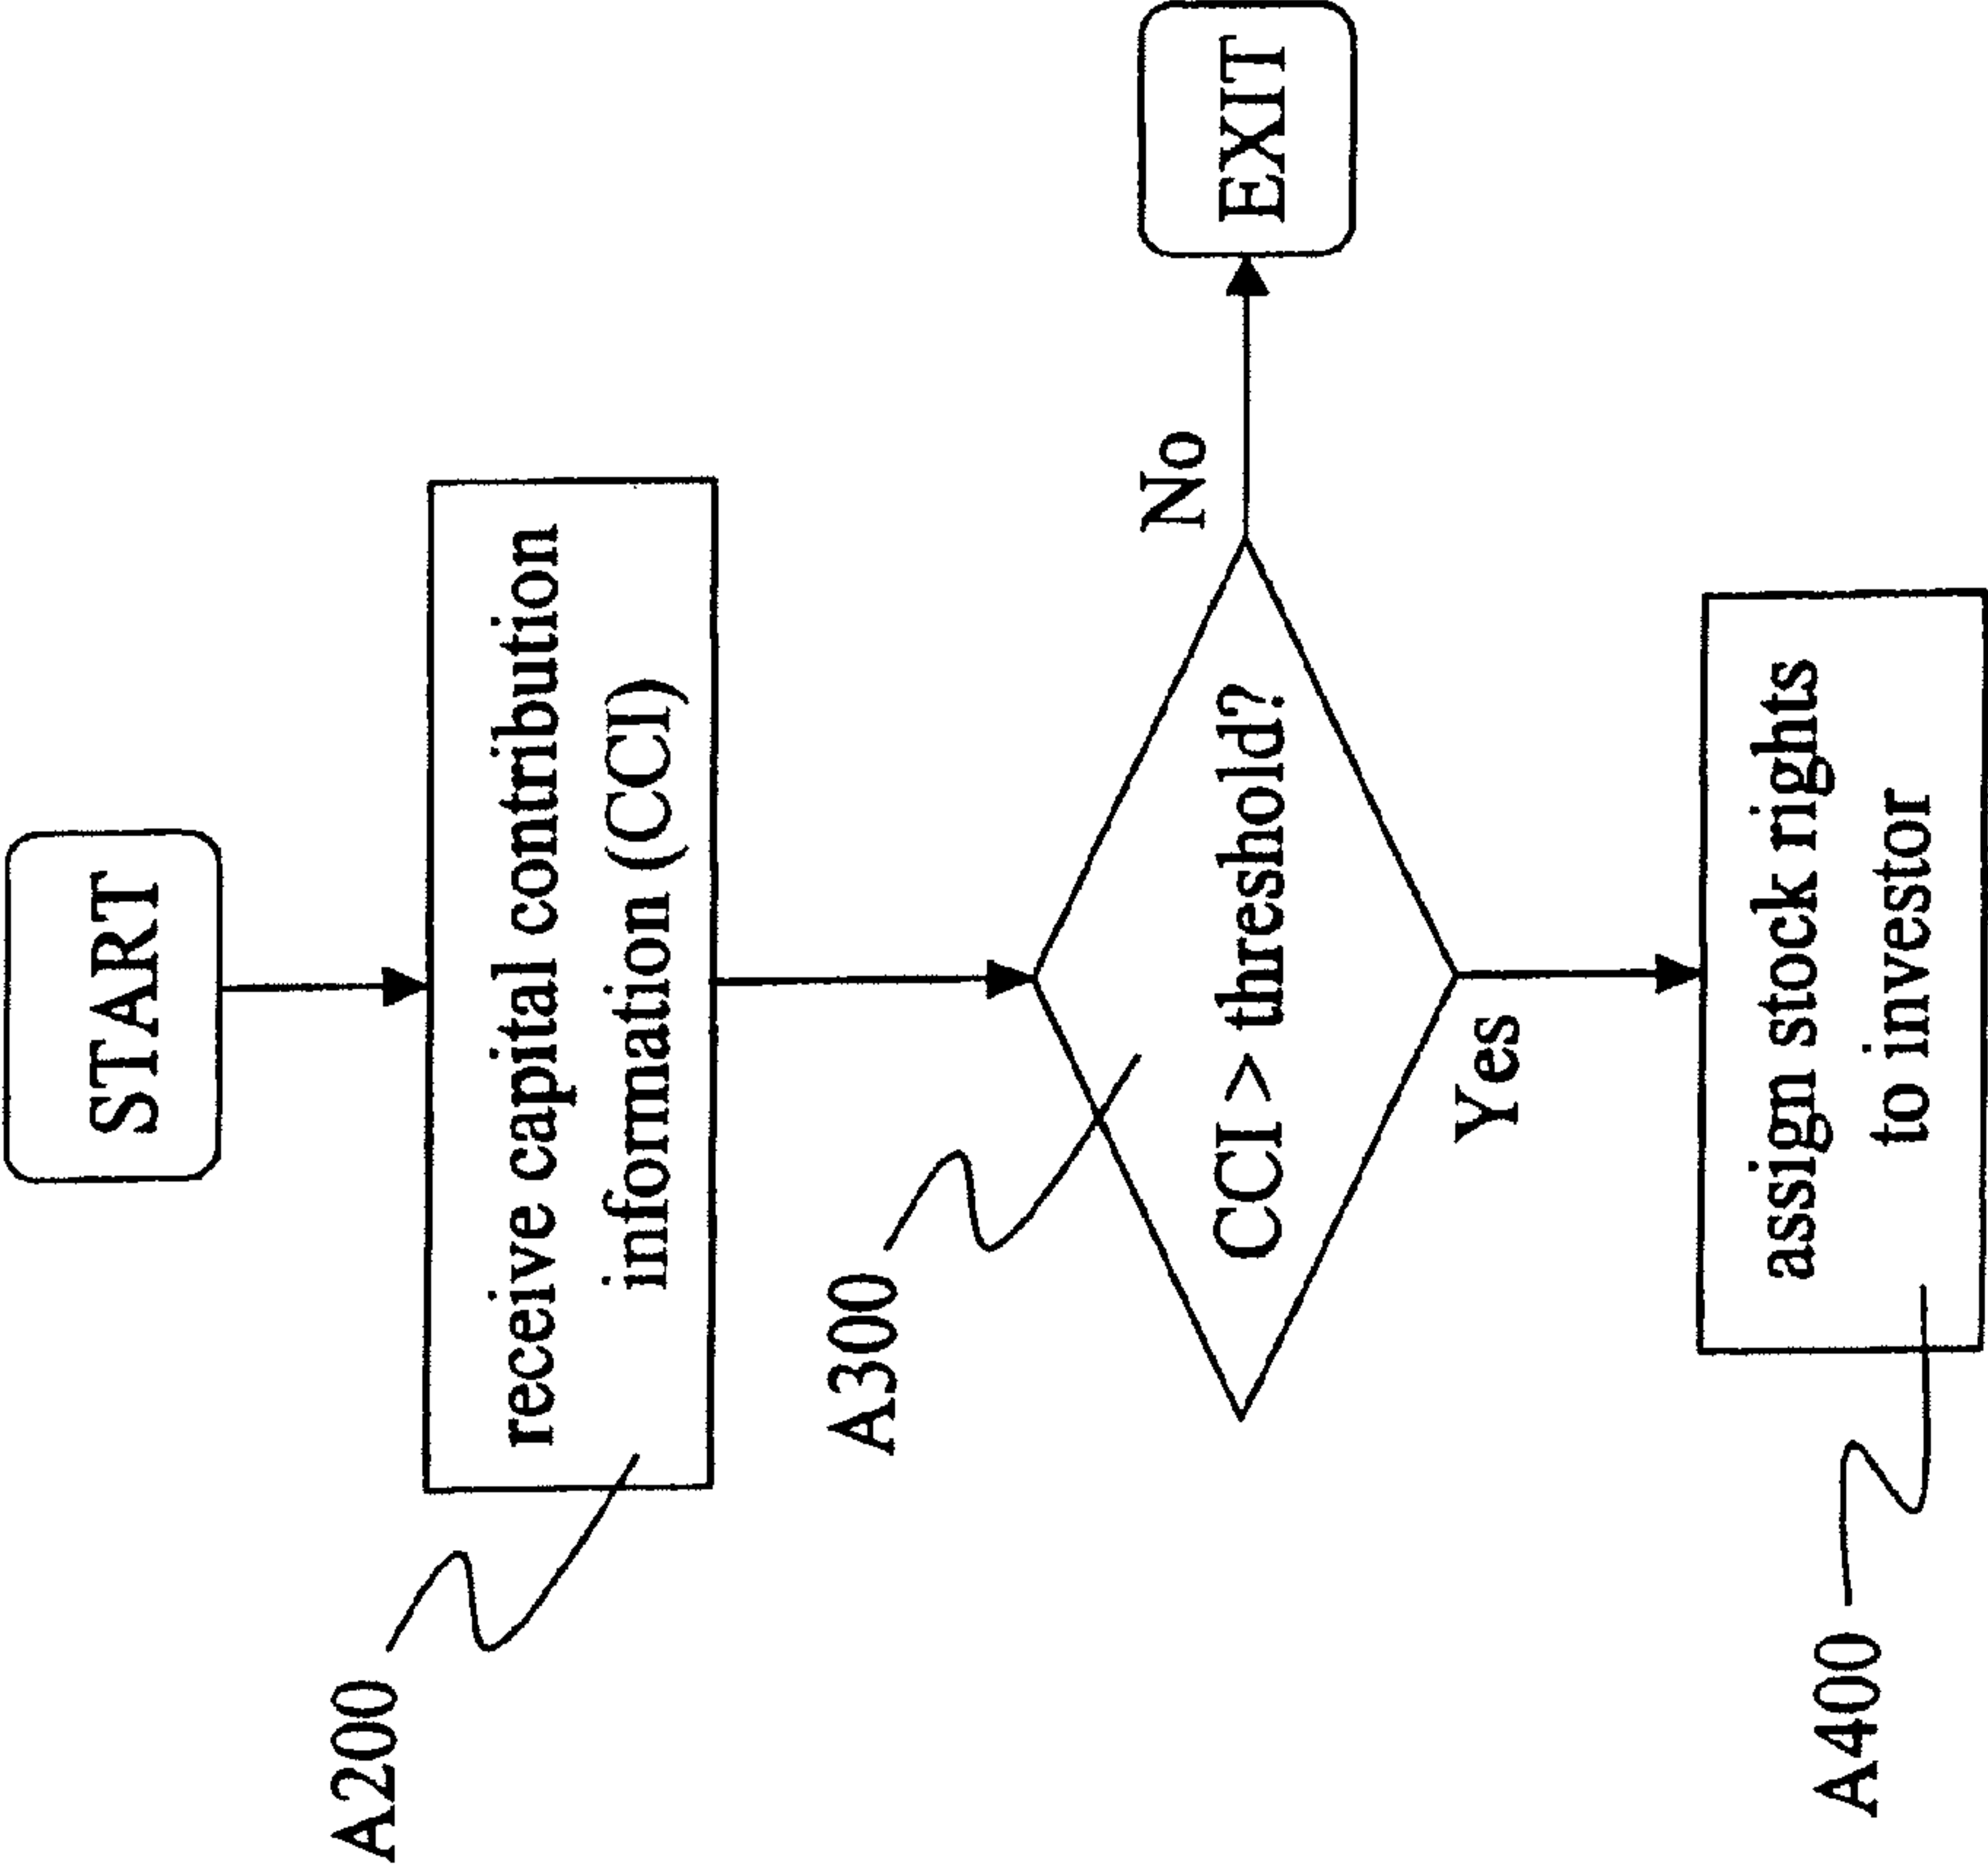 START
A200
receive capital contribution
information (CCI)
A300
CCI > threshold?
No
EXIT
Yes
A400
assign stock rights
to investor